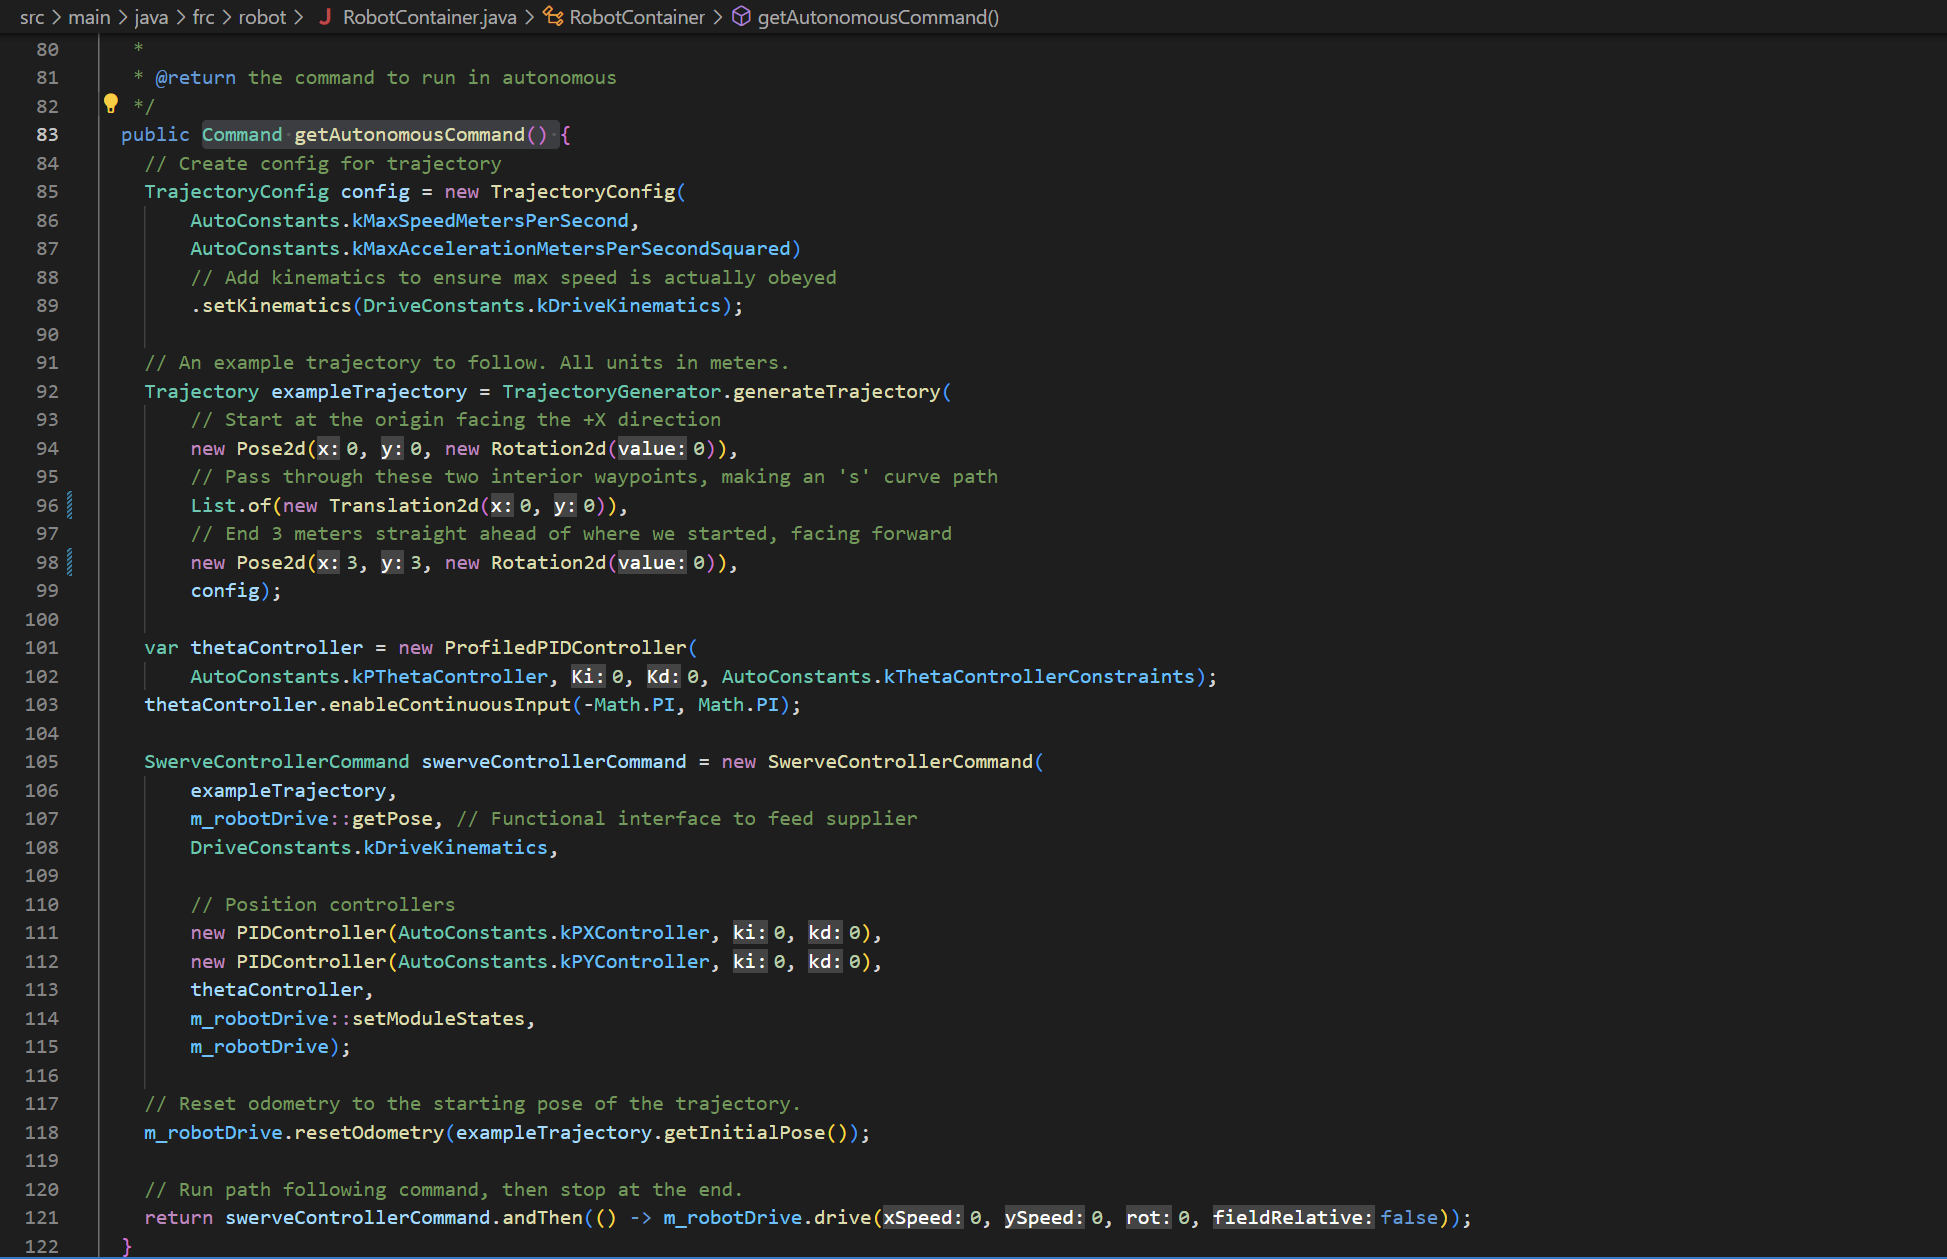 src > main > java > frc > robot > J RobotContainer.java > RobotContainer > getAutonomousCommand()
80 *
81 * @return the command to run in autonomous
82 */
83 public Command getAutonomousCommand() {
84 // Create config for trajectory
85 TrajectoryConfig config = new TrajectoryConfig(
86 AutoConstants.kMaxSpeedMetersPerSecond,
87 AutoConstants.kMaxAccelerationMetersPerSecondSquared)
88 // Add kinematics to ensure max speed is actually obeyed
89 .setKinematics(DriveConstants.kDriveKinematics);
90
91 // An example trajectory to follow. All units in meters.
92 Trajectory exampleTrajectory = TrajectoryGenerator.generateTrajectory(
93 // Start at the origin facing the +X direction
94 new Pose2d(x: 0, y: 0, new Rotation2d(value: 0)),
95 // Pass through these two interior waypoints, making an 's' curve path
96 List.of(new Translation2d(x: 0, y: 0)),
97 // End 3 meters straight ahead of where we started, facing forward
98 new Pose2d(x: 3, y: 3, new Rotation2d(value: 0)),
99 config);
100
101 var thetaController = new ProfiledPIDController(
102 AutoConstants.kPThetaController, Ki: 0, Kd: 0, AutoConstants.kThetaControllerConstraints);
103 thetaController.enableContinuousInput(-Math.PI, Math.PI);
104
105 SwerveControllerCommand swerveControllerCommand = new SwerveControllerCommand(
106 exampleTrajectory,
107 m_robotDrive::getPose, // Functional interface to feed supplier
108 DriveConstants.kDriveKinematics,
109
110 // Position controllers
111 new PIDController(AutoConstants.kPXController, ki: 0, kd: 0),
112 new PIDController(AutoConstants.kPYController, ki: 0, kd: 0),
113 thetaController,
114 m_robotDrive::setModuleStates,
115 m_robotDrive);
116
117 // Reset odometry to the starting pose of the trajectory.
118 m_robotDrive.resetOdometry(exampleTrajectory.getInitialPose());
119
120 // Run path following command, then stop at the end.
121 return swerveControllerCommand.andThen(() -> m_robotDrive.drive(xSpeed: 0, ySpeed: 0, rot: 0, fieldRelative: false));
122 }